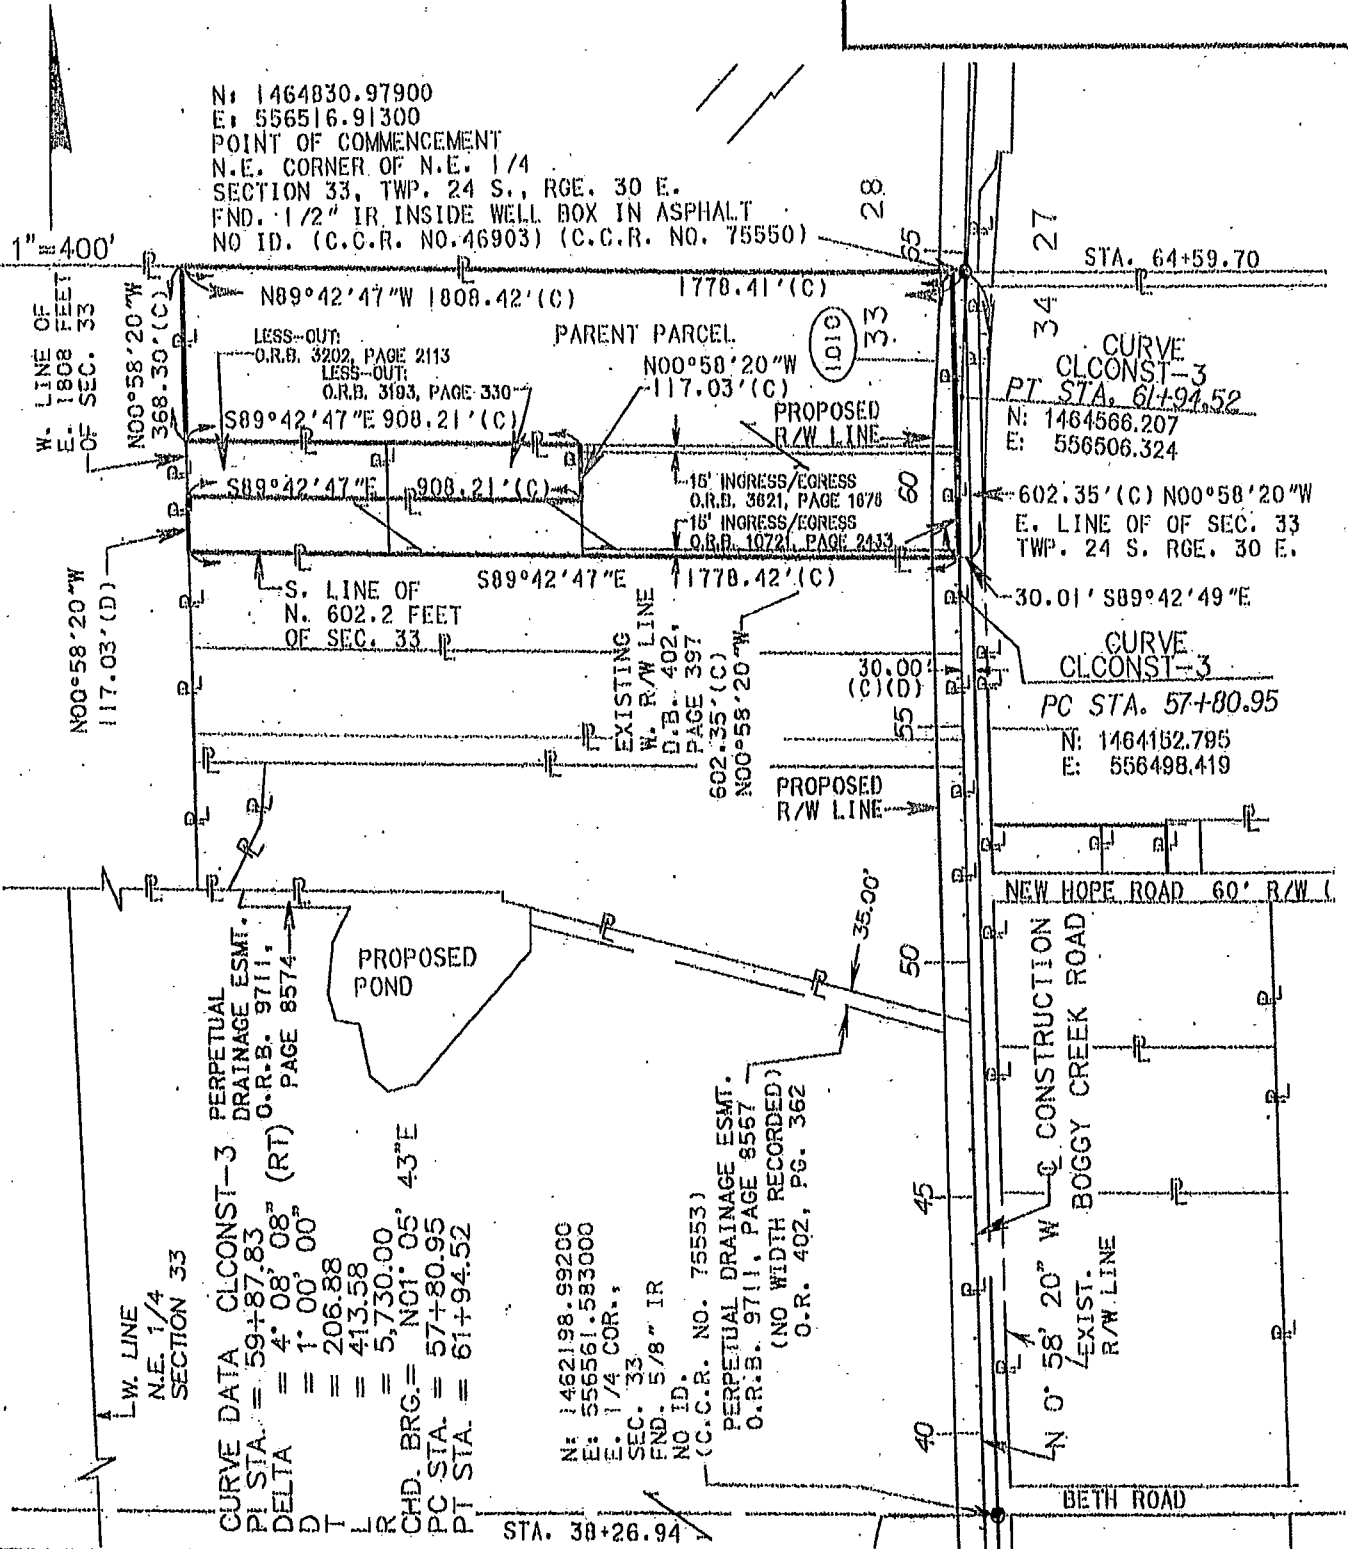 N: 1464830.97900
E: 556516.91300
POINT OF COMMENCEMENT
N.E. CORNER OF N.E. 1/4
SECTION 33, TWP. 24 S., RGE. 30 E.
FND. 1/2" IR INSIDE WELL BOX IN ASPHALT
NO ID. (C.C.R. NO.46903) (C.C.R. NO. 75550)
1"=400'
28
27
33
34
65
STA. 64+59.70
W. LINE OF
E. 1808 FEET
OF SEC. 33
N00°58'20"W
368.30'(C)
N89°42'47"W 1808.42'(C)
1778.41'(C)
LESS-OUT:
O.R.B. 3202, PAGE 2113
LESS-OUT:
O.R.B. 3193, PAGE 330
PARENT PARCEL
1010
N00°58'20"W
117.03'(C)
PROPOSED
R/W LINE
CURVE
CLCONST-3
PT STA. 61+94.52
N: 1464566.207
E: 556506.324
S89°42'47"E 908.21'(C)
S89°42'47"E 908.21'(C)
15' INGRESS/EGRESS
O.R.B. 3621, PAGE 1676
15' INGRESS/EGRESS
O.R.B. 10721, PAGE 2433
60
602.35'(C) N00°58'20"W
E. LINE OF OF SEC. 33
TWP. 24 S. RGE. 30 E.
N00°58'20"W
117.03'(D)
S. LINE OF
N. 602.2 FEET
OF SEC. 33
S89°42'47"E 1778.42'(C)
30.01' S89°42'49"E
EXISTING
W. R/W LINE
D.B. 402,
PAGE 397
602.35'(C)
N00°58'20"W
30.00'
(C)(D)
55
CURVE
CLCONST-3
PC STA. 57+80.95
N: 1464152.795
E: 556498.419
PROPOSED
R/W LINE
NEW HOPE ROAD 60' R/W (
PROPOSED
POND
35.00'
50
PERPETUAL
DRAINAGE ESMT.
O.R.B. 9711,
PAGE 8574
CURVE DATA CLCONST-3
PI STA. = 59+87.83
DELTA = 4° 08' 08" (RT)
D = 1° 00' 00"
T = 206.88
L = 413.58
R = 5,730.00
CHD. BRG.= N01° 05' 43"E
PC STA. = 57+80.95
PT STA. = 61+94.52
PERPETUAL DRAINAGE ESMT.
O.R.B. 9711, PAGE 8567
(NO WIDTH RECORDED)
O.R. 402, PG. 362
N: 1462198.99200
E: 556561.583000
E. 1/4 COR.,
SEC. 33
FND. 5/8" IR
NO ID.
(C.C.R. NO. 75553)
45
40
℄ CONSTRUCTION
BOGGY CREEK ROAD
N 0° 58' 20" W
EXIST.
R/W LINE
W. LINE
N.E. 1/4
SECTION 33
BETH ROAD
STA. 38+26.94